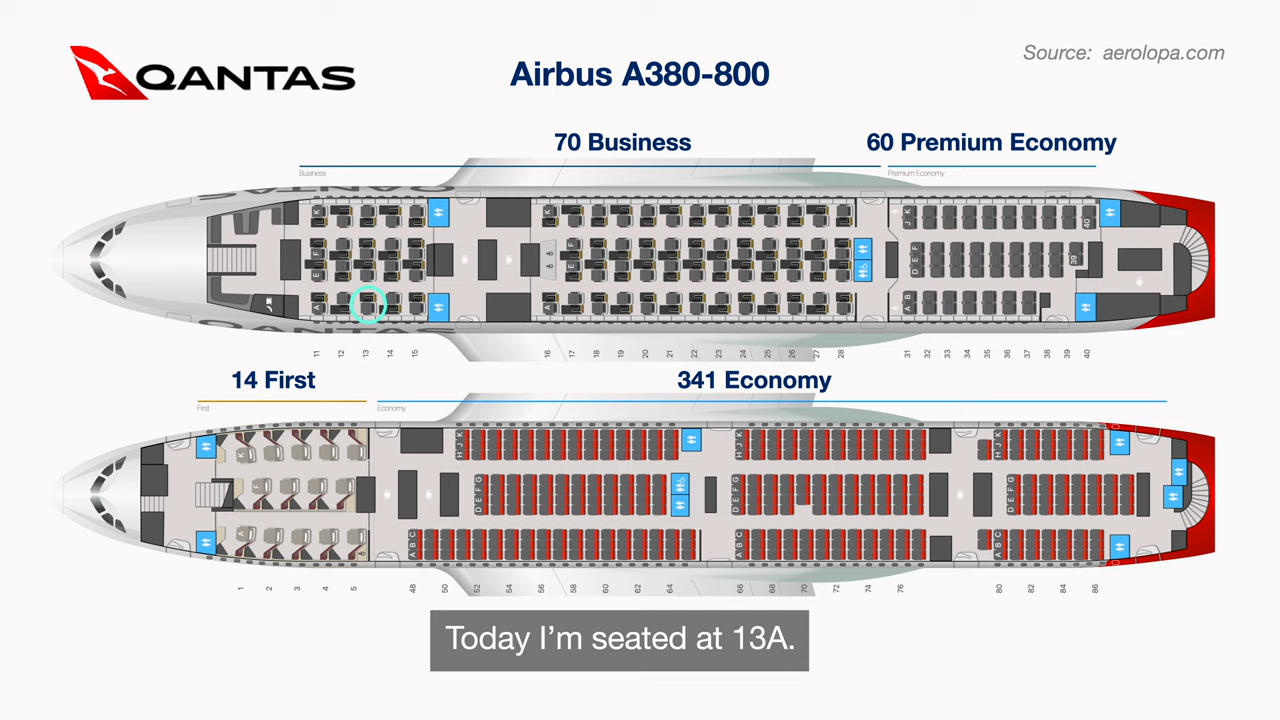 QANTAS
Airbus A380-800
Source: aerolopa.com
70 Business
60 Premium Economy
Business
Premium Economy
QANTAS
K
K
J K
40
F
E
F
E
D E F
39
A
A
A
A B
QANTAS
11 12 13 14 15 16 17 18 19 20 21 22 23 24 25 26 27 28 31 32 33 34 35 36 37 38 39 40
14 First
341 Economy
First
Economy
K
H J K
H J K
H J K
F
D E F G
D E F G
D E F G
A
A B C
A B C
A B C
1 2 3 4 5 48 50 52 54 56 58 60 62 64 66 68 70 72 74 76 80 82 84 86
Today I’m seated at 13A.